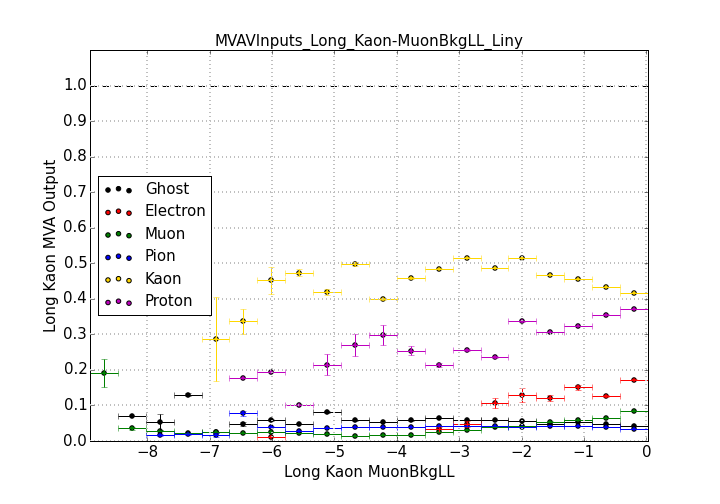 MVAVInputs_Long_Kaon-MuonBkgLL_Liny
Long Kaon MVA Output
1.0
0.9
0.8
0.7
0.6
0.5
0.4
0.3
0.2
0.1
0.0
Ghost
Electron
Muon
Pion
Kaon
Proton
−8 −7 −6 −5 −4 −3 −2 −1 0
Long Kaon MuonBkgLL